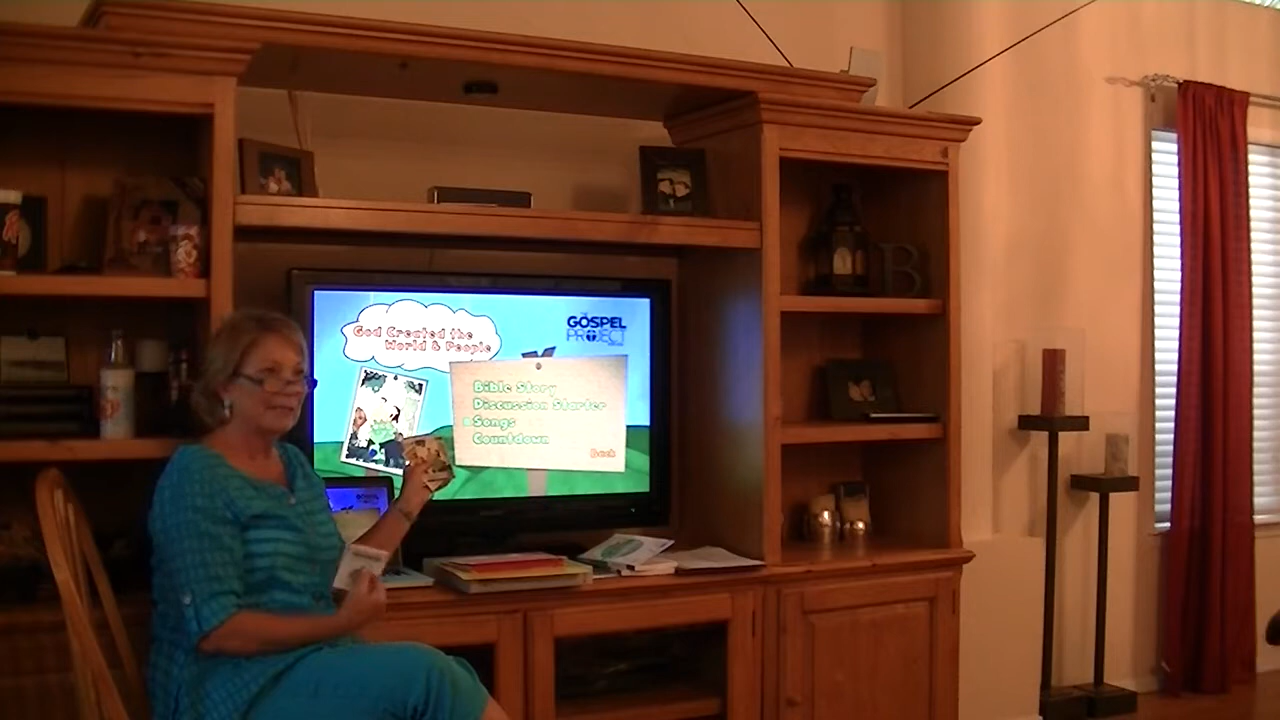 God Created the
World & People
THE
GOSPEL
PROJECT
Bible Story
Discussion Starter
Songs
Countdown
Back
B